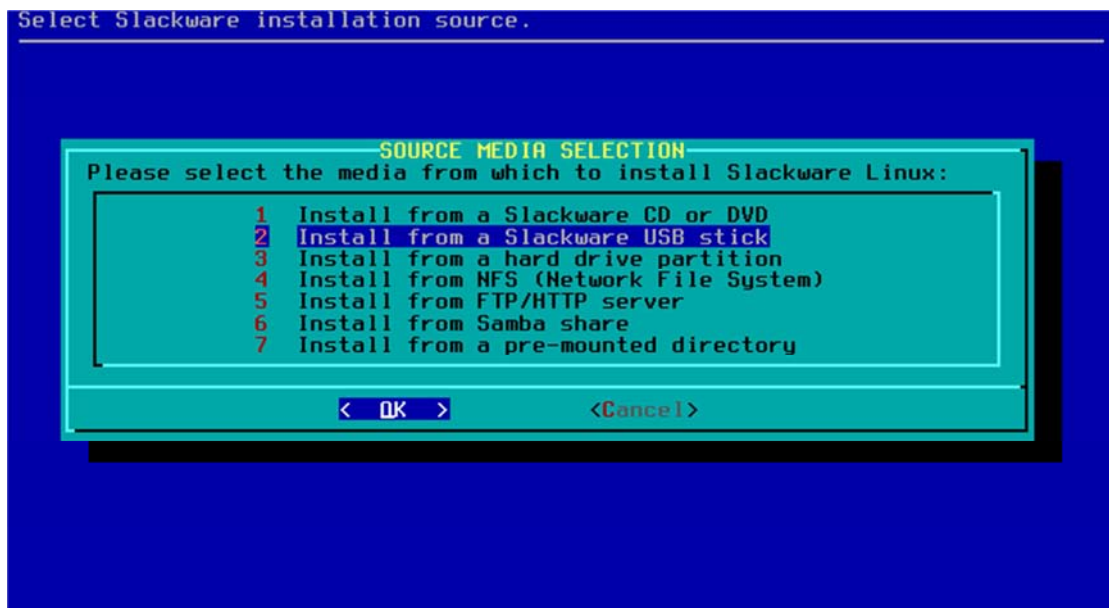 Select Slackware installation source.
SOURCE MEDIA SELECTION
Please select the media from which to install Slackware Linux:
1 Install from a Slackware CD or DVD
2 Install from a Slackware USB stick
3 Install from a hard drive partition
4 Install from NFS (Network File System)
5 Install from FTP/HTTP server
6 Install from Samba share
7 Install from a pre-mounted directory
< OK > <Cancel>